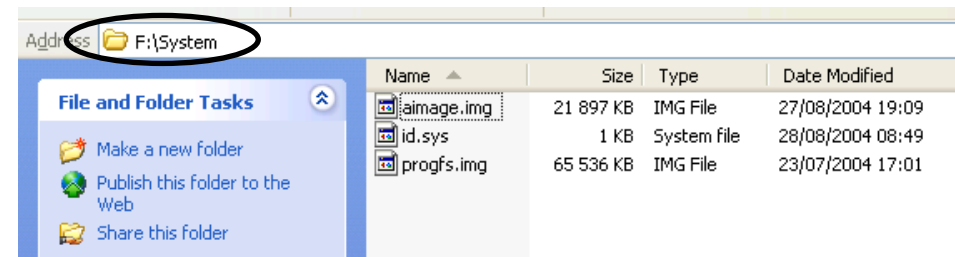 Address F:\System
Name Size Type Date Modified
File and Folder Tasks
aimage.img 21 897 KB IMG File 27/08/2004 19:09
id.sys 1 KB System file 28/08/2004 08:49
progfs.img 65 536 KB IMG File 23/07/2004 17:01
Make a new folder
Publish this folder to the
Web
Share this folder